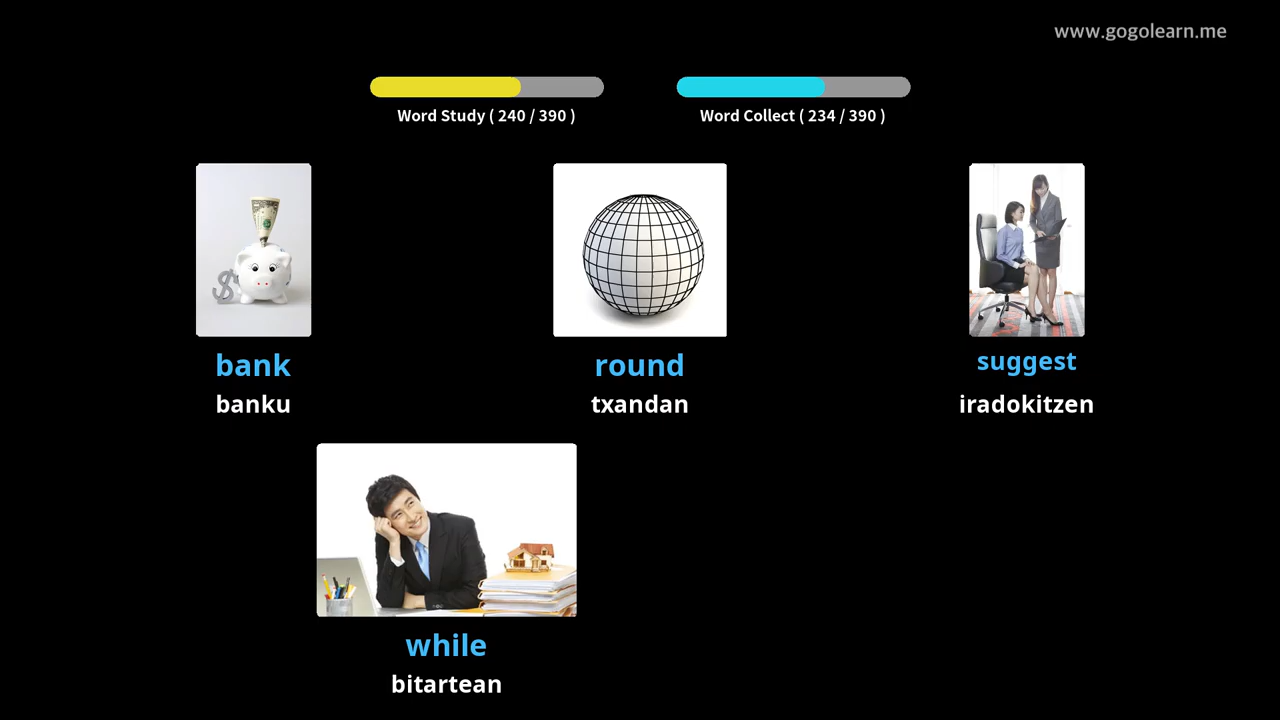 www.gogolearn.me
Word Study ( 240 / 390 )
Word Collect ( 234 / 390 )
bank
banku
round
txandan
suggest
iradokitzen
while
bitartean